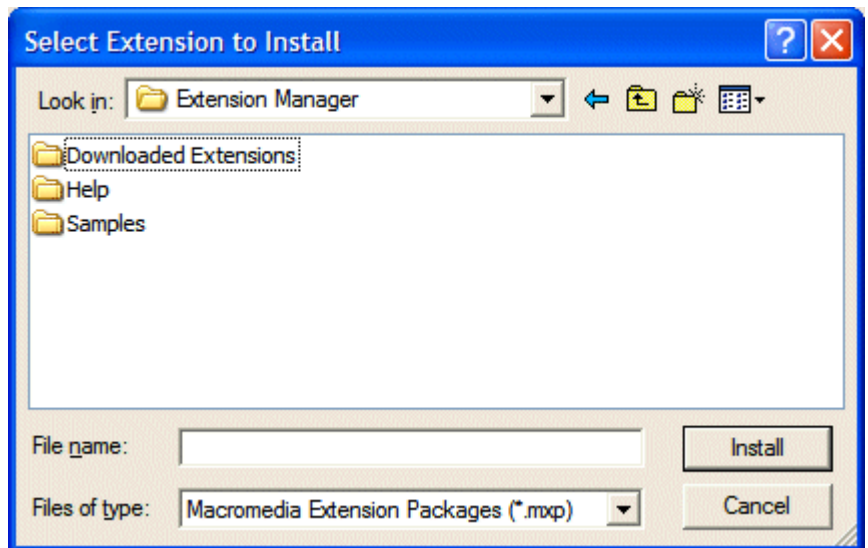 Select Extension to Install
Look in: Extension Manager
Downloaded Extensions
Help
Samples
File name: Install
Files of type: Macromedia Extension Packages (*.mxp) Cancel